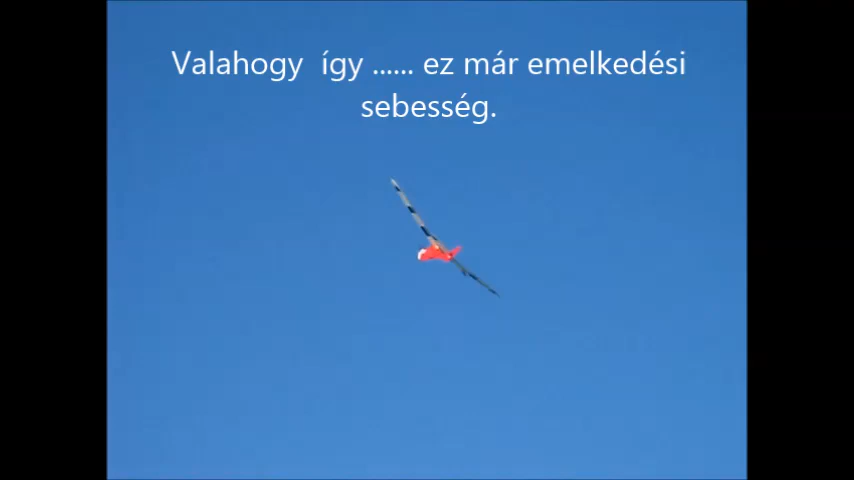 Valahogy  így ...... ez már emelkedési
sebesség.